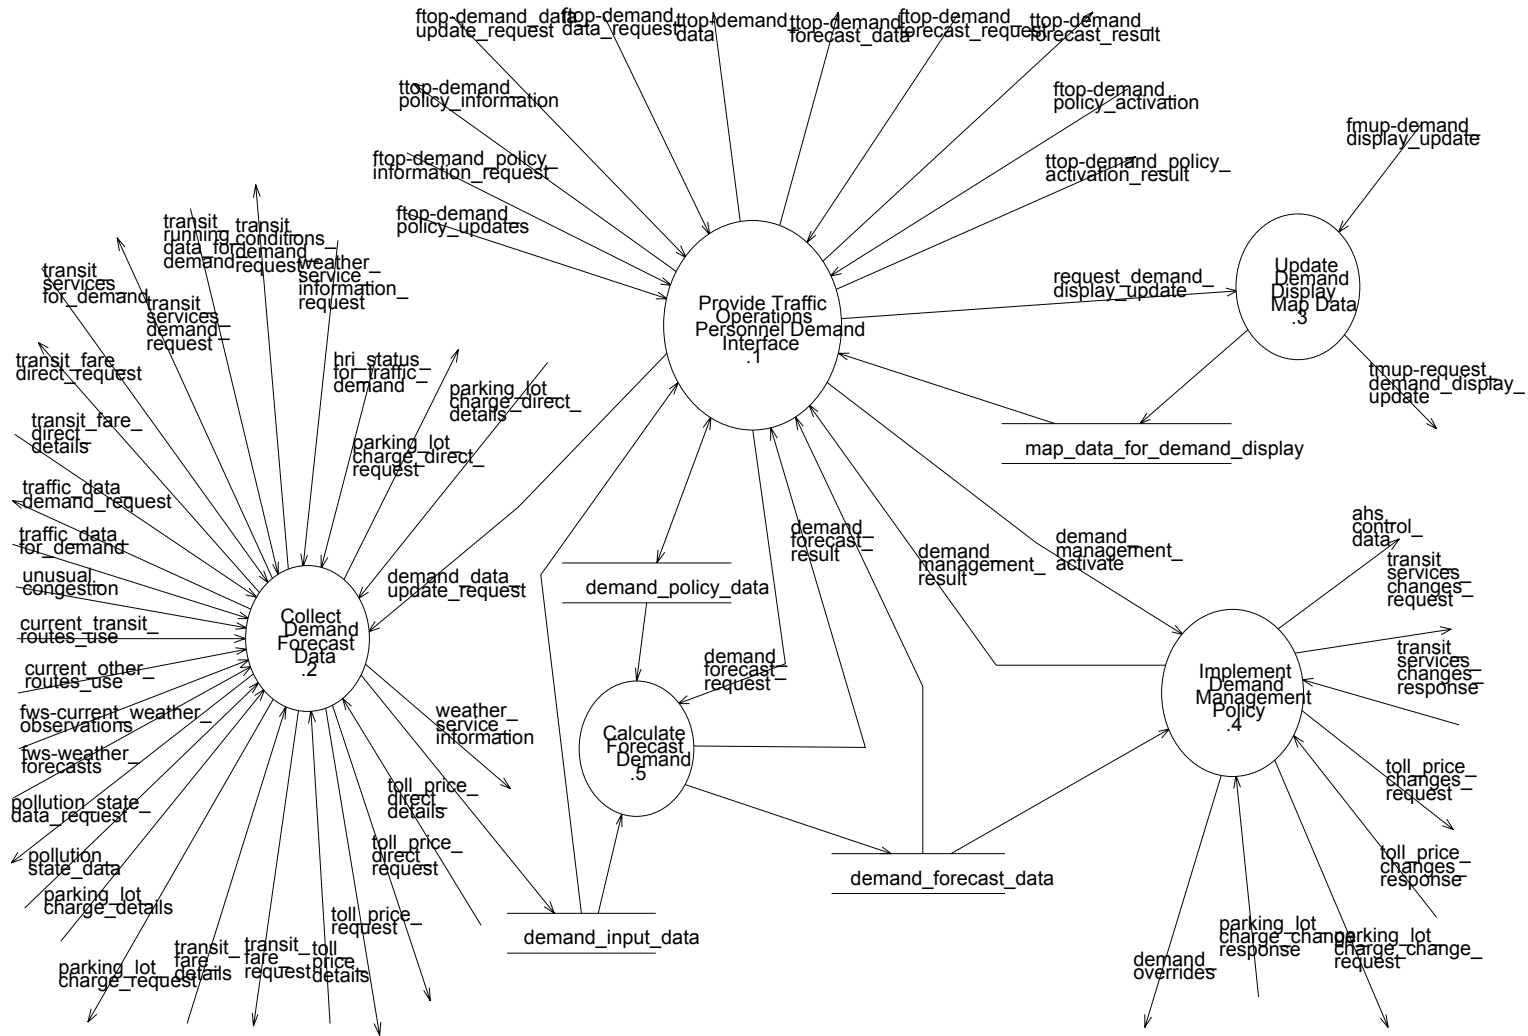 ftop-demand_data_
update_request
ftop-demand_
data_request
ttop-demand_
data
ttop-demand_
forecast_data
ftop-demand_
forecast_request
ttop-demand_
forecast_result
ttop-demand_
policy_information
ftop-demand_
policy_activation
ftop-demand_policy_
information_request
ttop-demand_policy_
activation_result
ftop-demand_
policy_updates
fmup-demand_
display_update
Provide Traffic
Operations
Personnel Demand
Interface
.1
request_demand_
display_update
Update
Demand
Display
Map Data
.3
tmup-request_
demand_display_
update
map_data_for_demand_display
transit_
running_
data_for_
demand
transit_
conditions_
demand_
request
weather_
service_
information_
request
transit_
services_
for_demand
transit_
services_
demand_
request
transit_fare_
direct_request
hri_status_
for_traffic_
demand
parking_lot_
charge_direct_
details
transit_fare_
direct_
details
parking_lot_
charge_direct_
request
traffic_data_
demand_request
traffic_data_
for_demand
unusual_
congestion
current_transit_
routes_use
current_other_
routes_use
fws-current_weather_
observations
fws-weather_
forecasts
pollution_state_
data_request
pollution_
state_data
parking_lot_
charge_details
parking_lot_
charge_request
transit_
fare_
details
transit_
fare_
request
toll_
price_
details
toll_price_
request
toll_price_
direct_
request
toll_price_
direct_
details
weather_
service_
information
Collect
Demand
Forecast
Data
.2
demand_data_
update_request
demand_policy_data
demand_
forecast_
request
demand_
forecast_
result
Calculate
Forecast
Demand
.5
demand_input_data
demand_forecast_data
demand_
management_
result
demand_
management_
activate
Implement
Demand
Management
Policy
.4
ahs_
control_
data
transit_
services_
changes_
request
transit_
services_
changes_
response
toll_price_
changes_
request
toll_price_
changes_
response
parking_lot_
charge_change_
request
parking_lot_
charge_change_
response
demand_
overrides